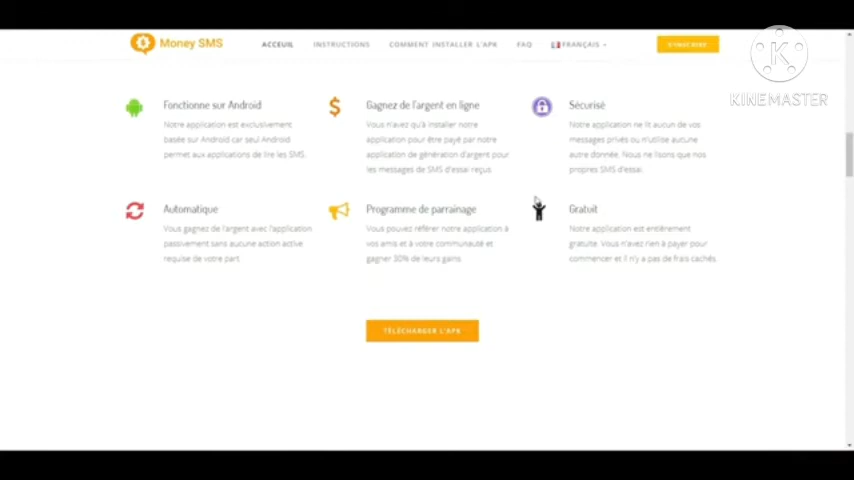 Money SMS
ACCEUIL
INSTRUCTIONS
COMMENT INSTALLER L'APK
FAQ
FRANÇAIS
S'INSCRIRE
KINEMASTER
Fonctionne sur Android
Notre application est exclusivement
basée sur Android car seul Android
permet aux applications de lire les SMS.
Gagnez de l'argent en ligne
Vous n'avez qu'à installer notre
application pour être payé par notre
application de génération d'argent pour
les messages de SMS d'essai reçus.
Sécurisé
Notre application ne lit aucun de vos
messages privés ou n'utilise aucune
autre donnée. Nous ne lisons que nos
propres SMS d'essai.
Automatique
Vous gagnez de l'argent avec l'application
passivement sans aucune action active
requise de votre part.
Programme de parrainage
Vous pouvez référer notre application à
vos amis et à votre communauté et
gagner 30% de leurs gains.
Gratuit
Notre application est entièrement
gratuite. Vous n'avez rien à payer pour
commencer et il n'y a pas de frais cachés.
TÉLÉCHARGER L'APK